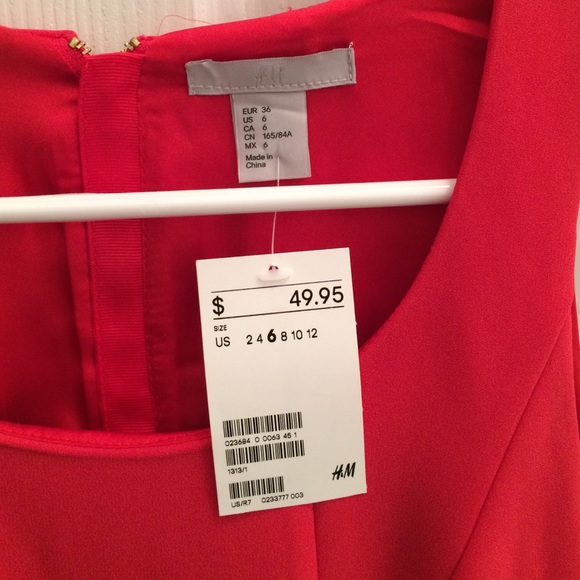 H&M
EUR 36
US 6
CA 6
CN 165/84A
MX 6
Made in
China
$ 49.95
SIZE
US 2 4 6 8 10 12
023684 0 0063 45 1
1313/1
H&M
US/R7 0233777 003